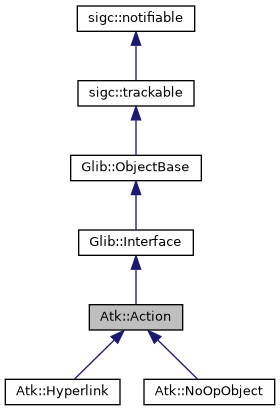 sigc::notifiable
sigc::trackable
Glib::ObjectBase
Glib::Interface
Atk::Action
Atk::Hyperlink
Atk::NoOpObject